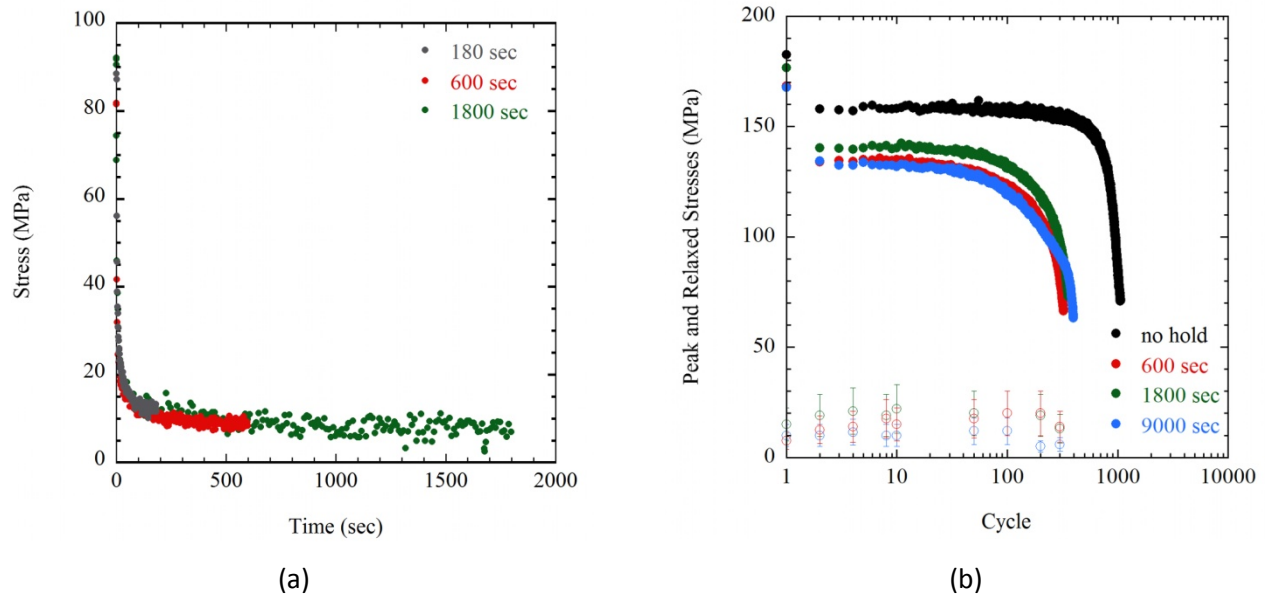 100
80
60
40
20
0
Stress (MPa)
180 sec
600 sec
1800 sec
0
500
1000
1500
2000
Time (sec)
(a)
200
150
100
50
0
Peak and Relaxed Stresses (MPa)
no hold
600 sec
1800 sec
9000 sec
1
10
100
1000
10000
Cycle
(b)